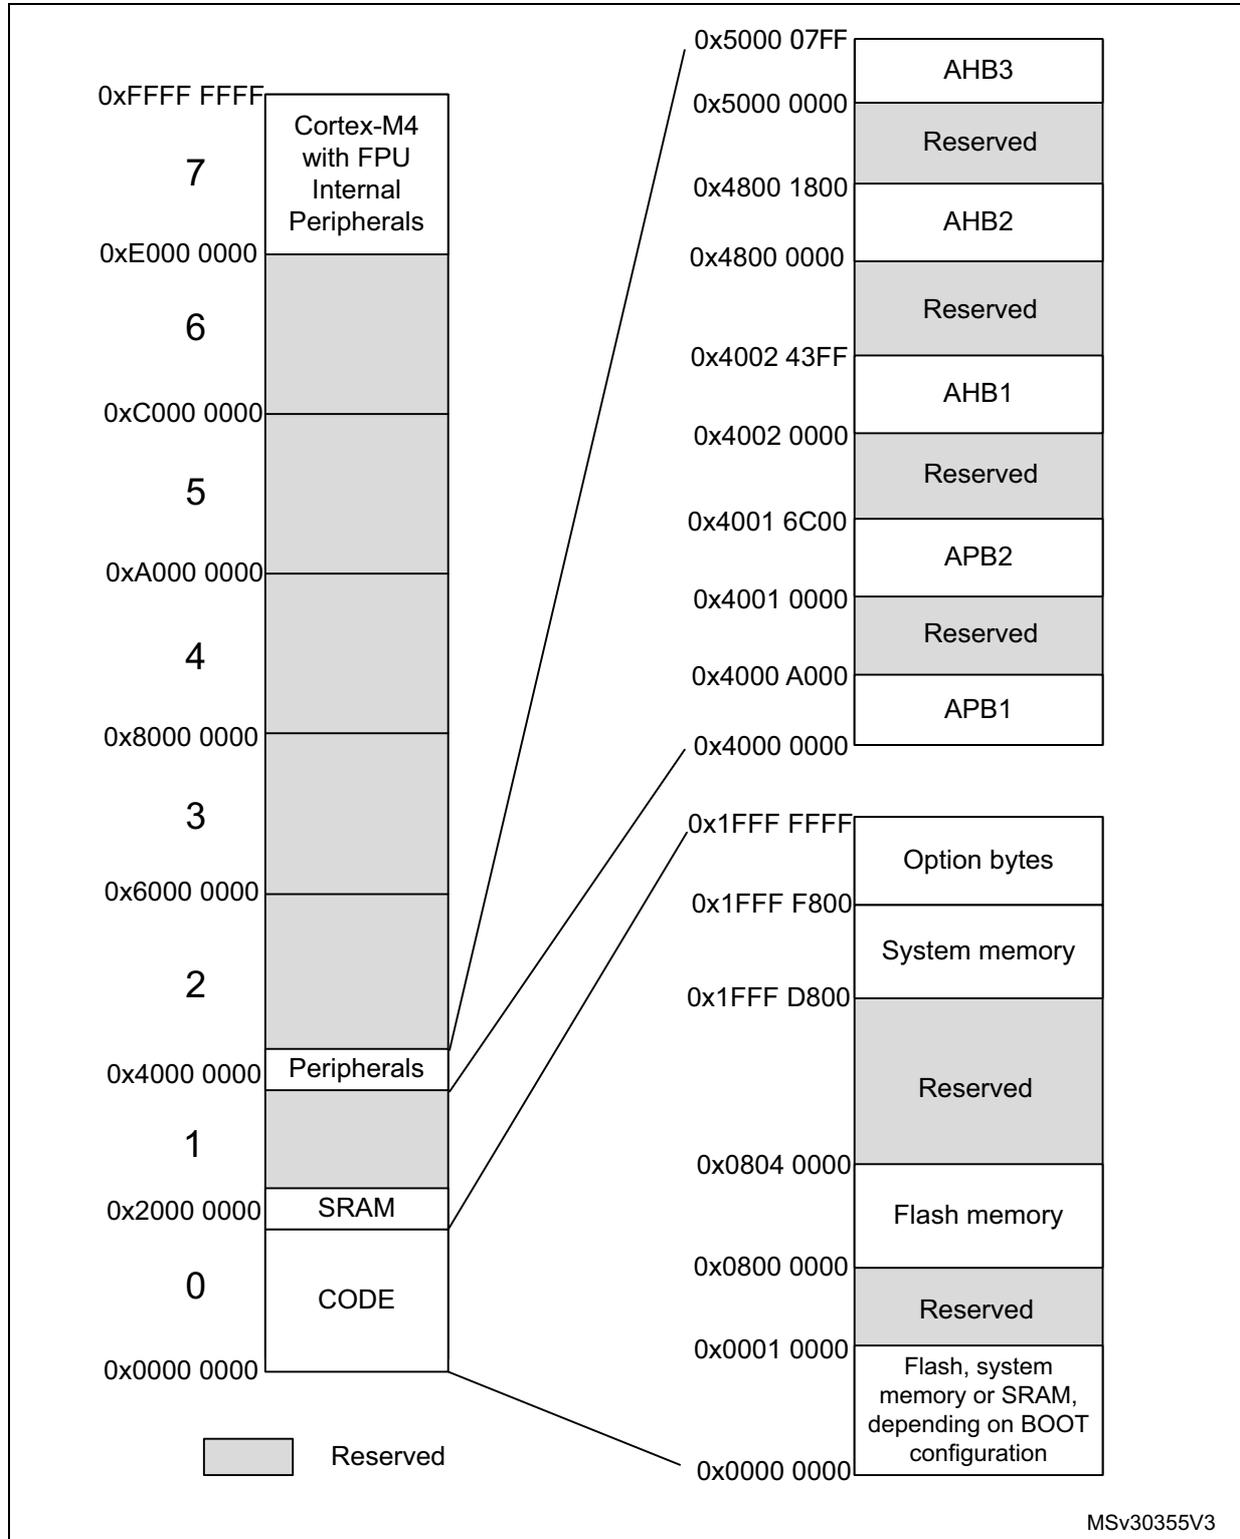 0xFFFF FFFF
Cortex-M4
with FPU
Internal
Peripherals
7
0xE000 0000
6
0xC000 0000
5
0xA000 0000
4
0x8000 0000
3
0x6000 0000
2
Peripherals
0x4000 0000
1
SRAM
0x2000 0000
0
CODE
0x0000 0000
Reserved
0x5000 07FF
AHB3
0x5000 0000
Reserved
0x4800 1800
AHB2
0x4800 0000
Reserved
0x4002 43FF
AHB1
0x4002 0000
Reserved
0x4001 6C00
APB2
0x4001 0000
Reserved
0x4000 A000
APB1
0x4000 0000
0x1FFF FFFF
Option bytes
0x1FFF F800
System memory
0x1FFF D800
Reserved
0x0804 0000
Flash memory
0x0800 0000
Reserved
0x0001 0000
Flash, system
memory or SRAM,
depending on BOOT
configuration
0x0000 0000
MSv30355V3